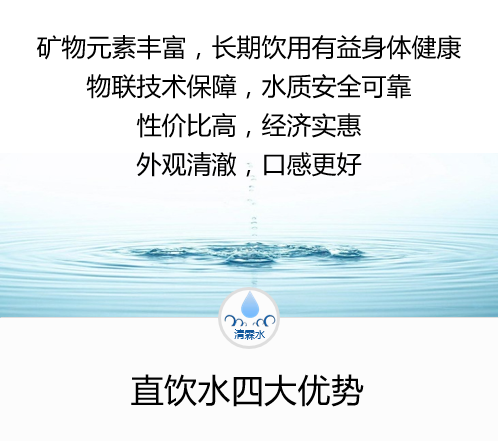 矿物元素丰富，长期饮用有益身体健康
物联技术保障，水质安全可靠
性价比高，经济实惠
外观清澈，口感更好
清霖水
直饮水四大优势